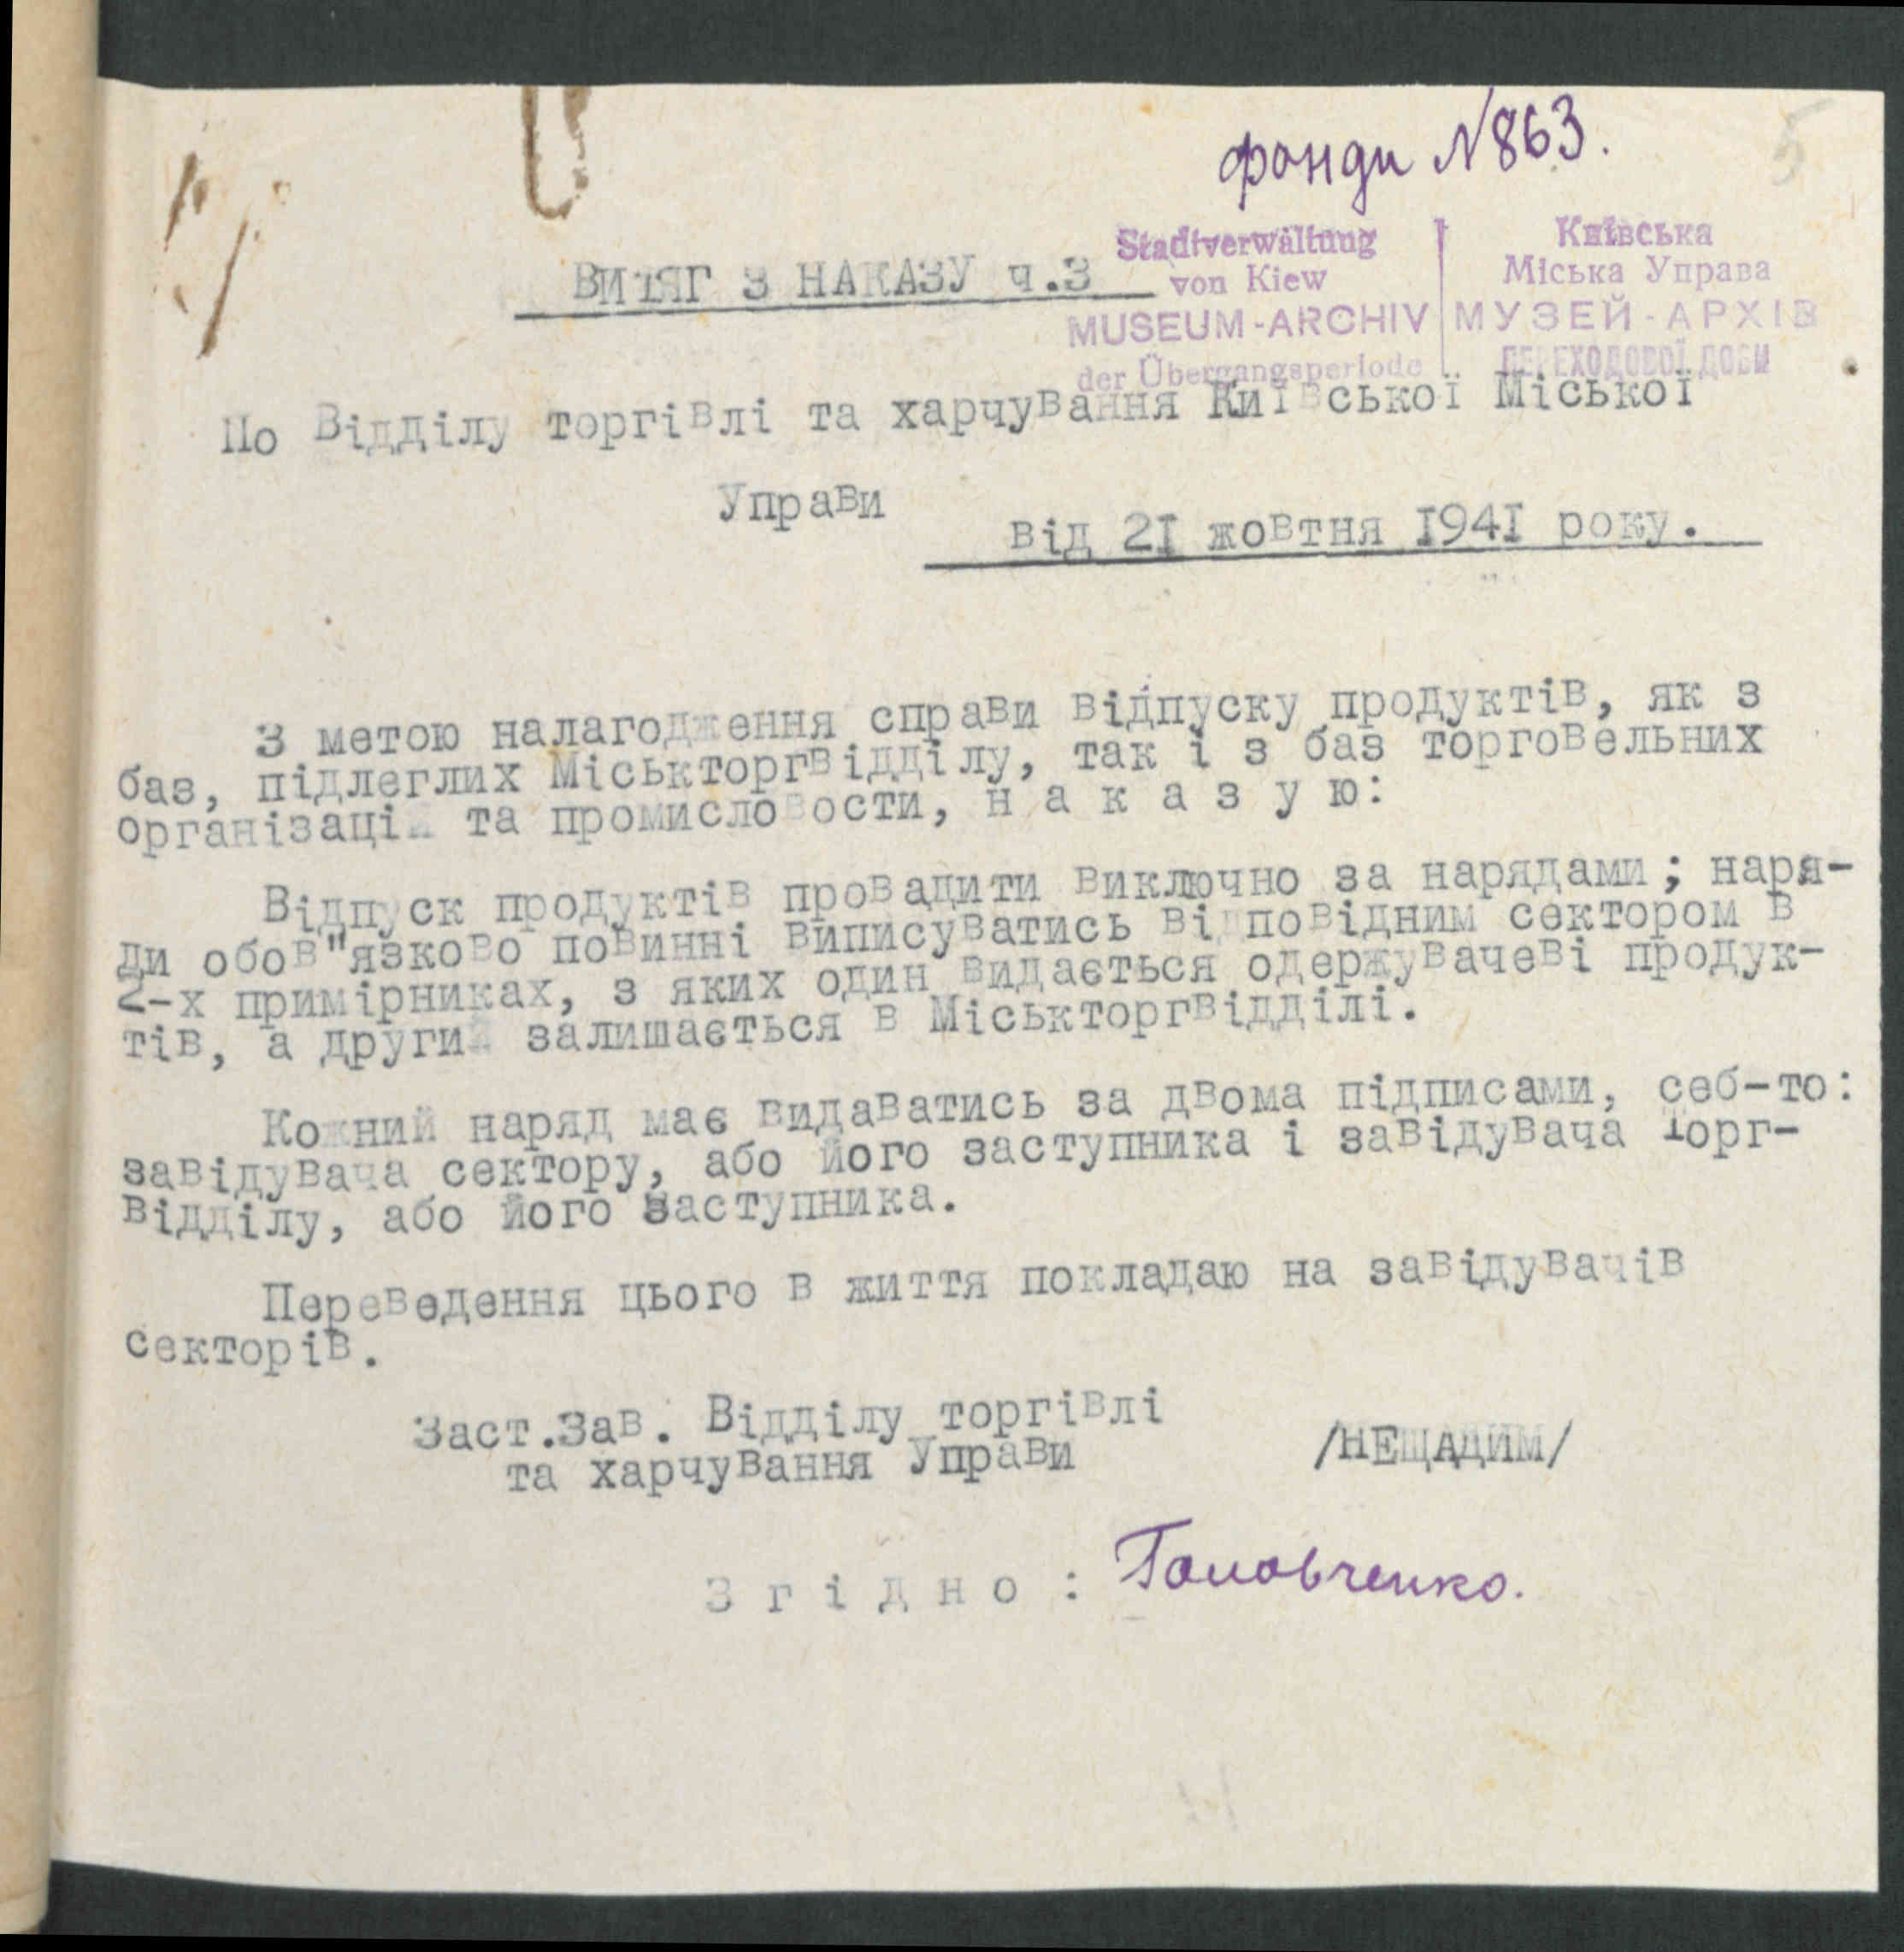 фонди N 863.
5
Stadtverwaltung
von Kiew
MUSEUM-ARCHIV
der Übergangsperiode
Київська
Міська Управа
МУЗЕЙ-АРХІВ
ПЕРЕХОДОВОЇ ДОБИ
ВИТЯГ З НАКАЗУ ч.3
По Відділу торгівлі та харчування Київської Міської
Управи
від 21 жовтня 1941 року.
З метою налагодження справи відпуску продуктів, як з
баз, підлеглих Міськторгвідділу, так і з баз торговельних
організацій та промисловости, н а к а з у ю:
Відпуск продуктів провадити виключно за нарядами; наря-
ди обов"язково повинні виписуватись відповідним сектором в
2-х примірниках, з яких один видається одержувачеві продук-
тів, а другий залишається в Міськторгвідділі.
Кожний наряд має видаватись за двома підписами, себ-то:
завідувача сектору, або його заступника і завідувача Торг-
відділу, або його заступника.
Переведення цього в життя покладаю на завідувачів
секторів.
Заст.Зав. Відділу торгівлі
та харчування Управи
/НЕЩАДИМ/
З г і д н о : Головченко.